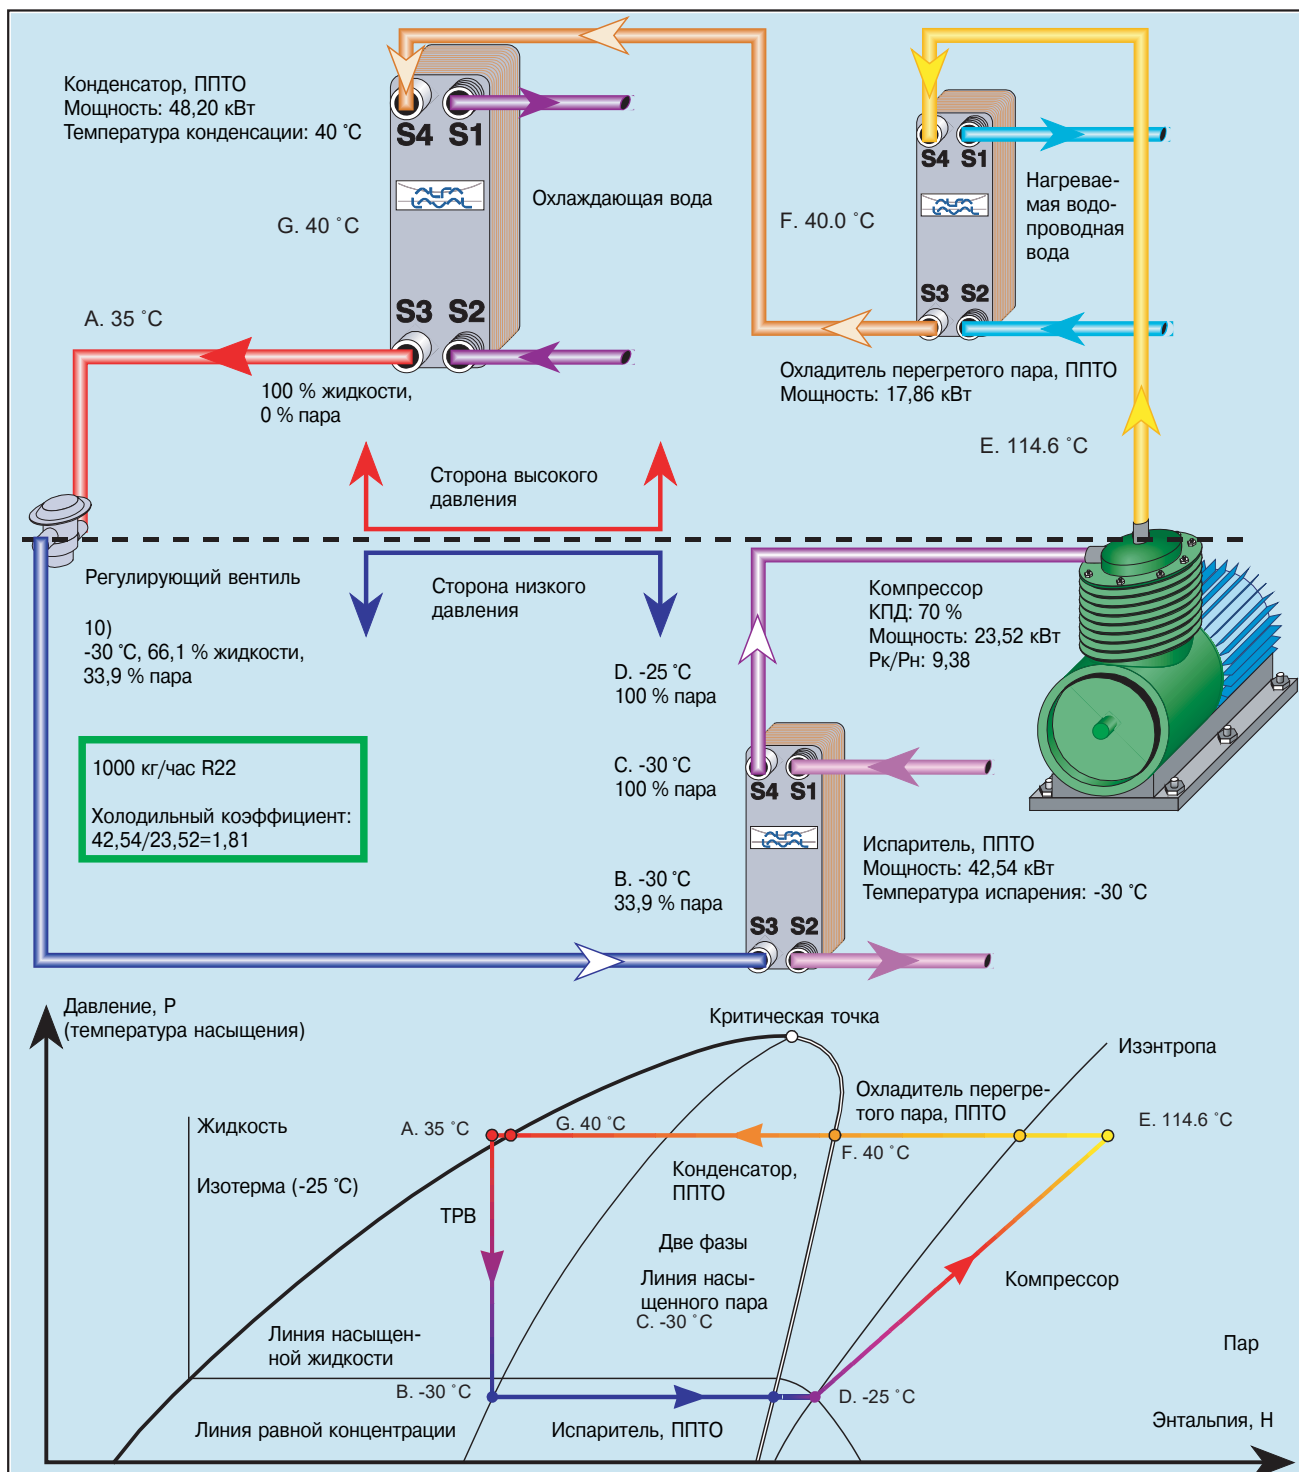 Конденсатор, ППТО
Мощность: 48,20 кВт
Температура конденсации: 40 °C
S4 S1
S3 S2
ALFA
LAVAL
G. 40 °C
Охлаждающая вода
A. 35 °C
100 % жидкости,
0 % пара
F. 40.0 °C
S4 S1
ALFA
LAVAL
S3 S2
Нагревае-
мая водо-
проводная
вода
Охладитель перегретого пара, ППТО
Мощность: 17,86 кВт
E. 114.6 °C
Сторона высокого
давления
Сторона низкого
давления
Регулирующий вентиль
10)
-30 °C, 66,1 % жидкости,
33,9 % пара
Компрессор
КПД: 70 %
Мощность: 23,52 кВт
Рк/Рн: 9,38
D. -25 °C
100 % пара
C. -30 °C
100 % пара
B. -30 °C
33,9 % пара
S4 S1
ALFA
LAVAL
S3 S2
1000 кг/час R22
Холодильный коэффициент:
42,54/23,52=1,81
Испаритель, ППТО
Мощность: 42,54 кВт
Температура испарения: -30 °C
Давление, P
(температура насыщения)
Критическая точка
Изэнтропа
Охладитель перегре-
того пара, ППТО
Жидкость
A. 35 °C
G. 40 °C
E. 114.6 °C
F. 40 °C
Изотерма (-25 °C)
Конденсатор,
ППТО
ТРВ
Две фазы
Линия насы-
щенного пара
C. -30 °C
Компрессор
Линия насыщен-
ной жидкости
Пар
B. -30 °C
D. -25 °C
Линия равной концентрации
Испаритель, ППТО
Энтальпия, H